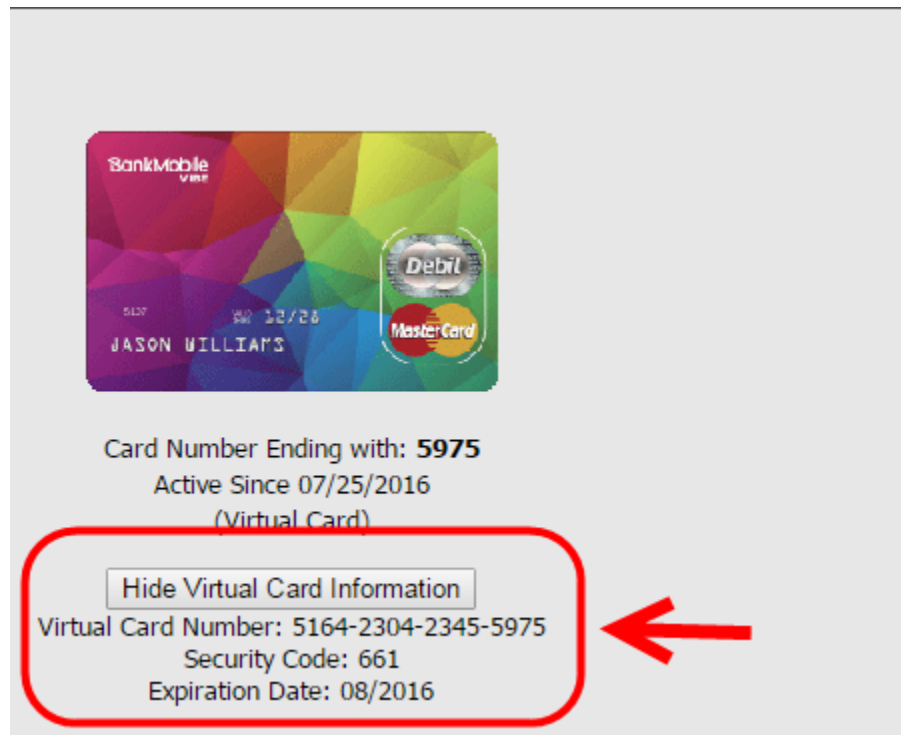 BankMobile
VIBE
Debit
MasterCard
JASON WILLIAMS
Card Number Ending with: 5975
Active Since 07/25/2016
(Virtual Card)
Hide Virtual Card Information
Virtual Card Number: 5164-2304-2345-5975
Security Code: 661
Expiration Date: 08/2016